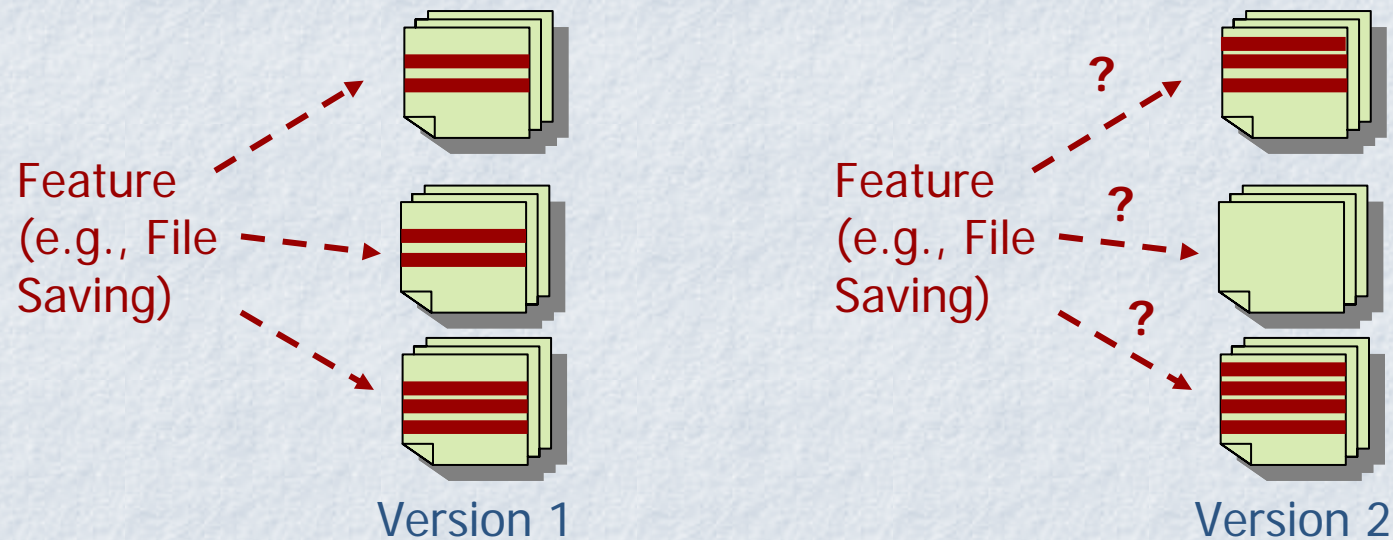 Feature
(e.g., File
Saving)
Version 1
?
?
?
Feature
(e.g., File
Saving)
Version 2